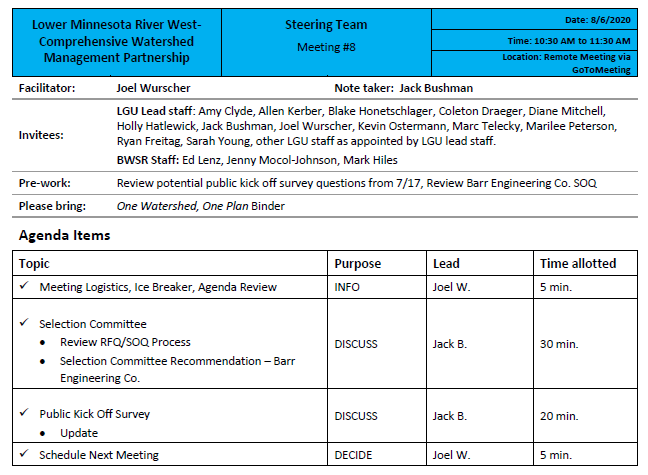 Lower Minnesota River West-
Comprehensive Watershed
Management Partnership
Steering Team
Meeting #8
Date: 8/6/2020
Time: 10:30 AM to 11:30 AM
Location: Remote Meeting via
GoToMeeting
Facilitator: Joel Wurscher Note taker: Jack Bushman
Invitees:
LGU Lead staff: Amy Clyde, Allen Kerber, Blake Honetschlager, Coleton Draeger, Diane Mitchell,
Holly Hatlewick, Jack Bushman, Joel Wurscher, Kevin Ostermann, Marc Telecky, Marilee Peterson,
Ryan Freitag, Sarah Young, other LGU staff as appointed by LGU lead staff.
BWSR Staff: Ed Lenz, Jenny Mocol-Johnson, Mark Hiles
Pre-work: Review potential public kick off survey questions from 7/17, Review Barr Engineering Co. SOQ
Please bring: One Watershed, One Plan Binder
Agenda Items
Topic Purpose Lead Time allotted
✓ Meeting Logistics, Ice Breaker, Agenda Review INFO Joel W. 5 min.
✓ Selection Committee
• Review RFQ/SOQ Process
• Selection Committee Recommendation – Barr
Engineering Co.
DISCUSS Jack B. 30 min.
✓ Public Kick Off Survey
• Update
DISCUSS Jack B. 20 min.
✓ Schedule Next Meeting DECIDE Joel W. 5 min.